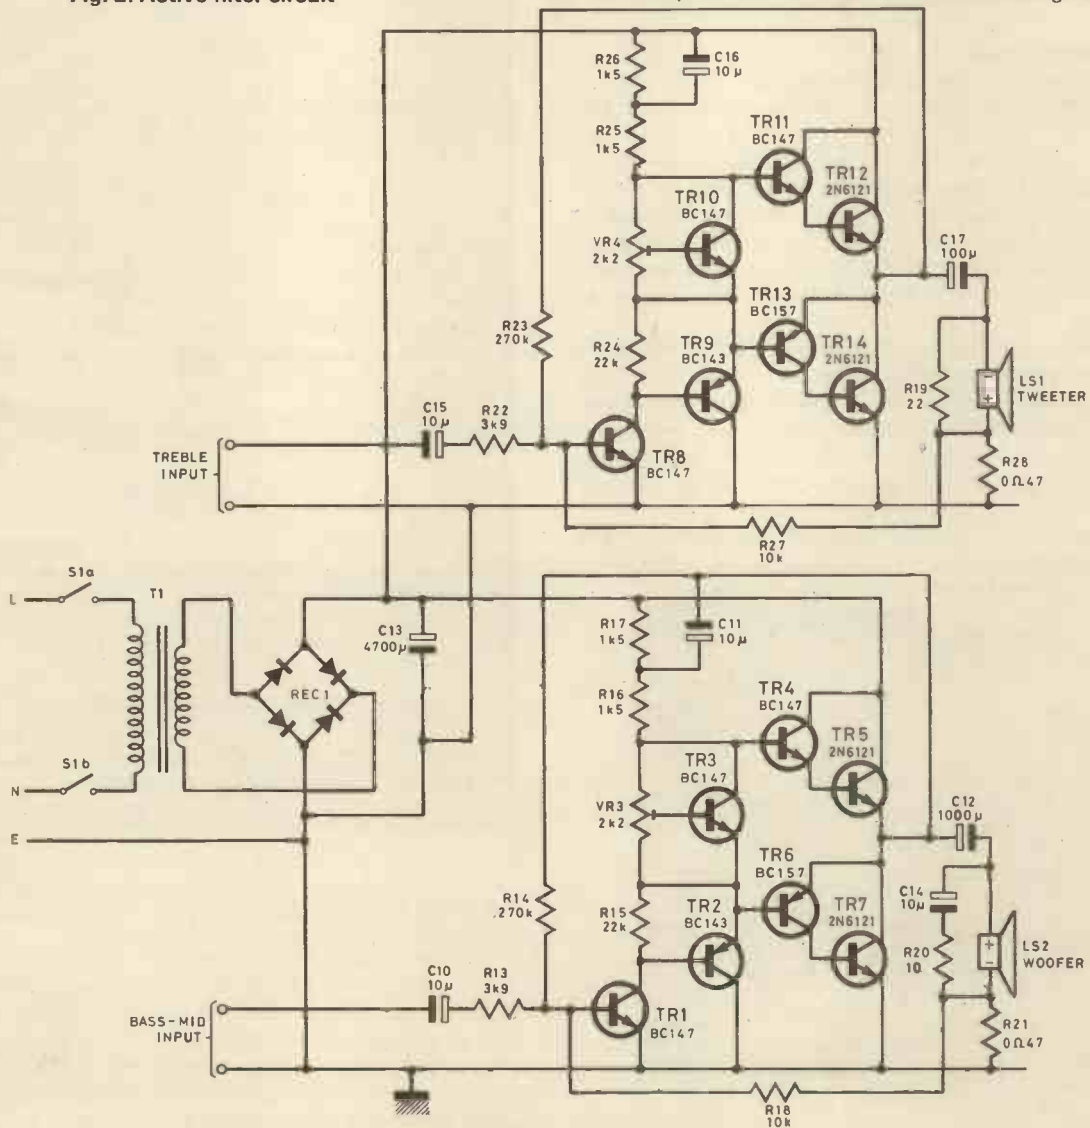 Fig. 2. Active filter circuit
R26
1k5
C16
10µ
R25
1k5
TR11
BC147
TR12
2N6121
TR10
BC147
VR4
2k2
C17
100µ
TR13
BC157
R23
270k
R24
22k
TR9
BC143
TR14
2N6121
R19
22
LS1
TWEETER
C15
10µ
R22
3k9
TREBLE
INPUT
TR8
BC147
R28
0Ω47
R27
10k
S1a
L
T1
C13
4700µ
REC1
R17
1k5
C11
10µ
R16
1k5
TR4
BC147
TR5
2N6121
S1b
N
TR3
BC147
VR3
2k2
C12
1000µ
E
TR6
BC157
R14
270k
R15
22k
TR2
BC143
TR7
2N6121
C14
10µ
R20
10
LS2
WOOFER
C10
10µ
R13
3k9
BASS-MID
INPUT
TR1
BC147
R21
0Ω47
R18
10k